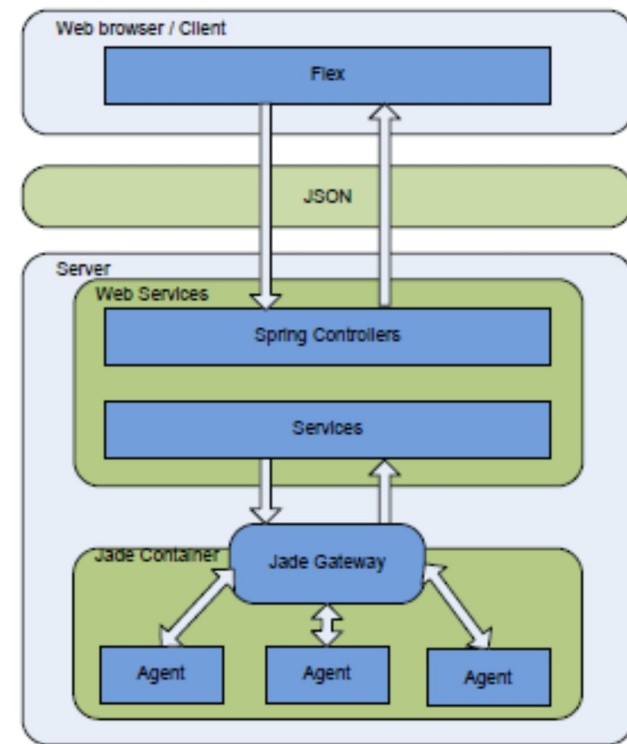 Web browser / Client
Flex
JSON
Server
Web Services
Spring Controllers
Services
Jade Container
Jade Gateway
Agent
Agent
Agent